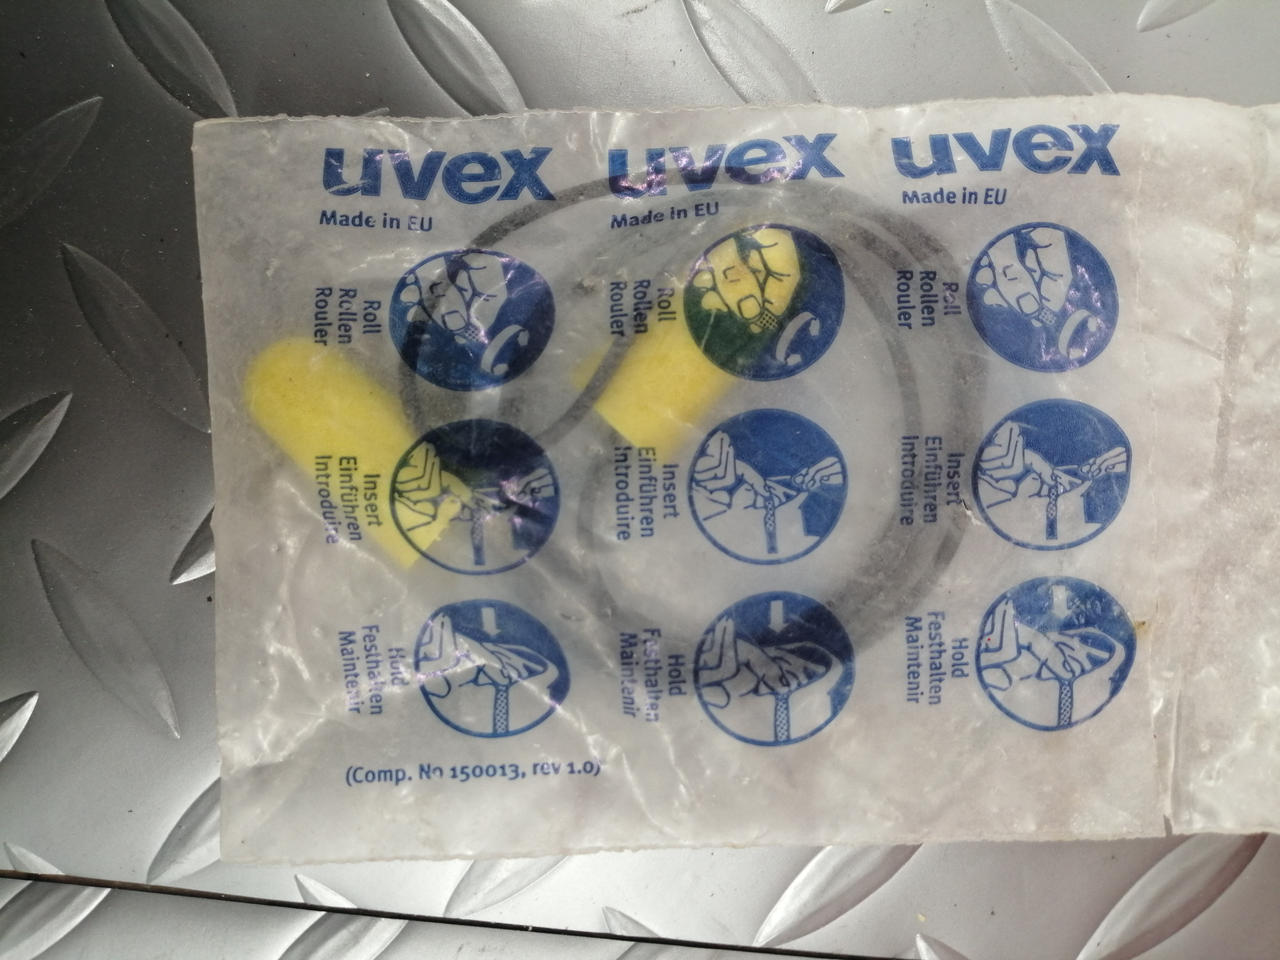 uvex
Made in EU
Roll
Rollen
Rouler
Insert
Einführen
Introduire
Hold
Festhalten
Maintenir
(Comp. No 150013, rev 1.0)
uvex
Made in EU
Roll
Rollen
Rouler
Insert
Einführen
Introduire
Hold
Festhalten
Maintenir
uvex
Made in EU
Roll
Rollen
Rouler
Insert
Einführen
Introduire
Hold
Festhalten
Maintenir